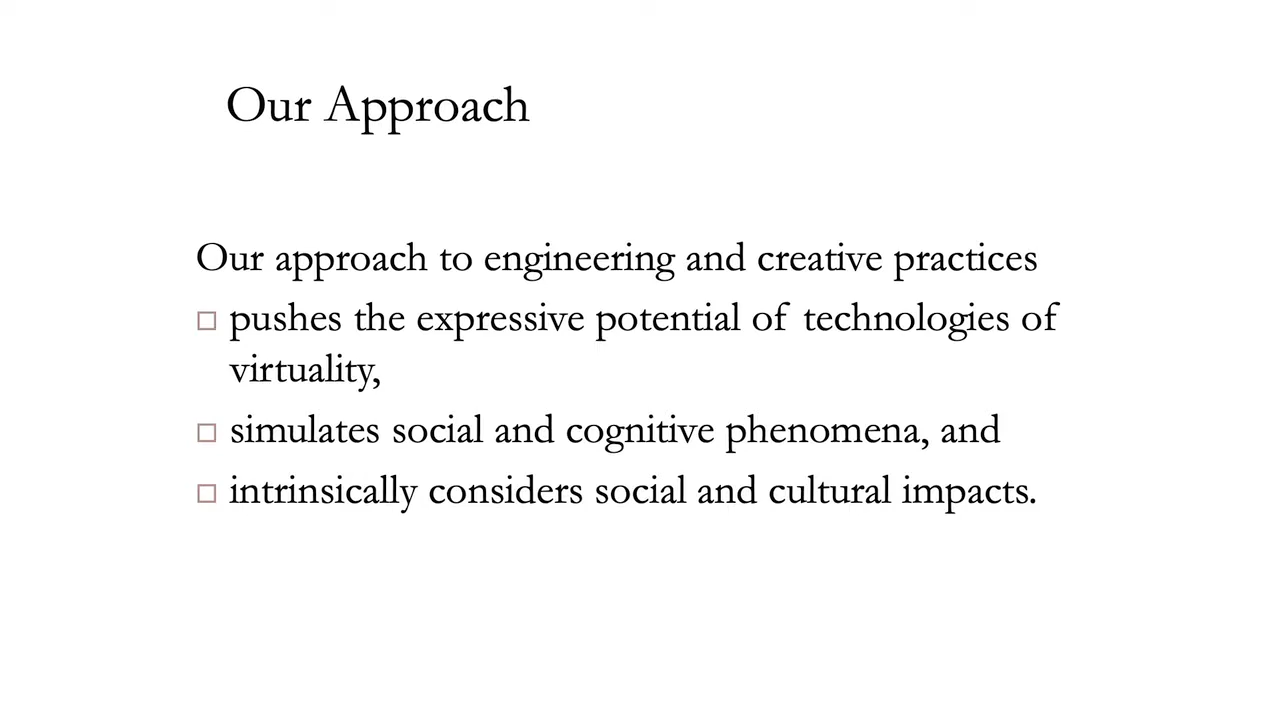 Our Approach
Our approach to engineering and creative practices
□ pushes the expressive potential of technologies of
virtuality,
□ simulates social and cognitive phenomena, and
□ intrinsically considers social and cultural impacts.